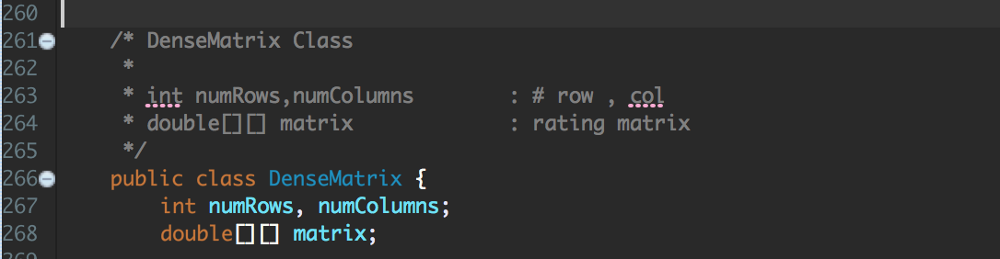 260
261 /* DenseMatrix Class
262 *
263 * int numRows,numColumns : # row , col
264 * double[][] matrix : rating matrix
265 */
266 public class DenseMatrix {
267 int numRows, numColumns;
268 double[][] matrix;
269